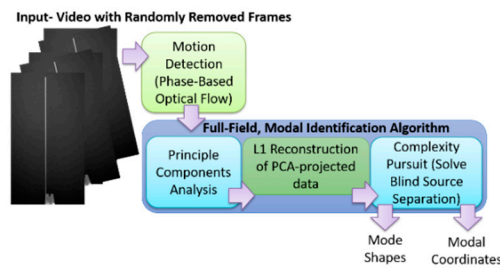 Input- Video with Randomly Removed Frames
Motion
Detection
(Phase-Based
Optical Flow)
Full-Field, Modal Identification Algorithm
Principle
Components
Analysis
L1 Reconstruction
of PCA-projected
data
Complexity
Pursuit (Solve
Blind Source
Separation)
Mode
Shapes
Modal
Coordinates